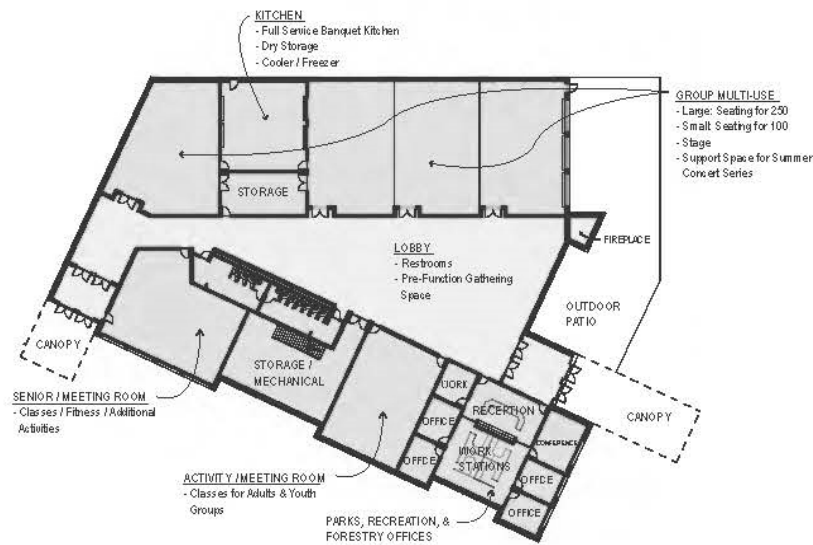 KITCHEN
- Full Service Banquet Kitchen
- Dry Storage
- Cooler / Freezer
GROUP MULTI-USE
- Large: Seating for 250
- Small: Seating for 100
- Stage
- Support Space for Summer
Concert Series
STORAGE
LOBBY
- Restrooms
- Pre-Function Gathering
Space
FIREPLACE
OUTDOOR
PATIO
CANOPY
STORAGE /
MECHANICAL
SENIOR / MEETING ROOM
- Classes / Fitness / Additional
Activities
WORK
RECEPTION
CANOPY
OFFICE
WORK
STATIONS
CONFERENCE
OFFICE
OFFICE
OFFICE
ACTIVITY / MEETING ROOM
- Classes for Adults & Youth
Groups
PARKS, RECREATION, &
FORESTRY OFFICES